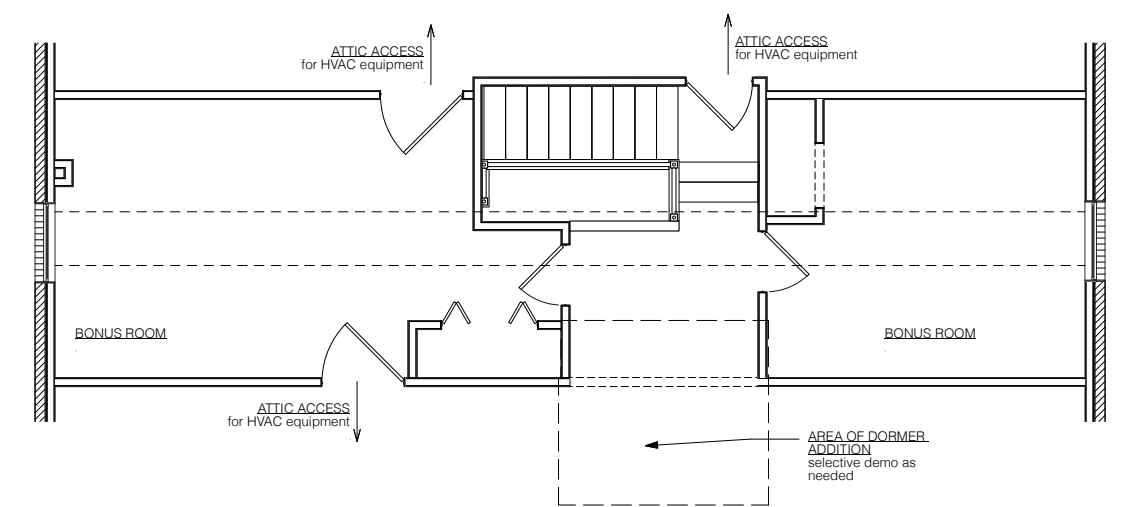 ATTIC ACCESS
for HVAC equipment
ATTIC ACCESS
for HVAC equipment
BONUS ROOM
BONUS ROOM
ATTIC ACCESS
for HVAC equipment
AREA OF DORMER
ADDITION
selective demo as
needed